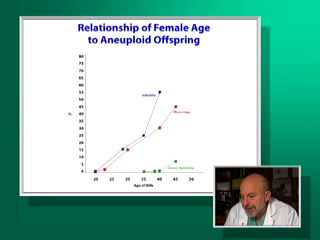 Relationship of Female Age
to Aneuploid Offspring
80
75
70
65
60
55
50
45
40
35
30
25
20
15
10
5
0
%
Infertility
Miscarriage
Down Syndrome
20 25 30 35 40 45 50
Age of Wife